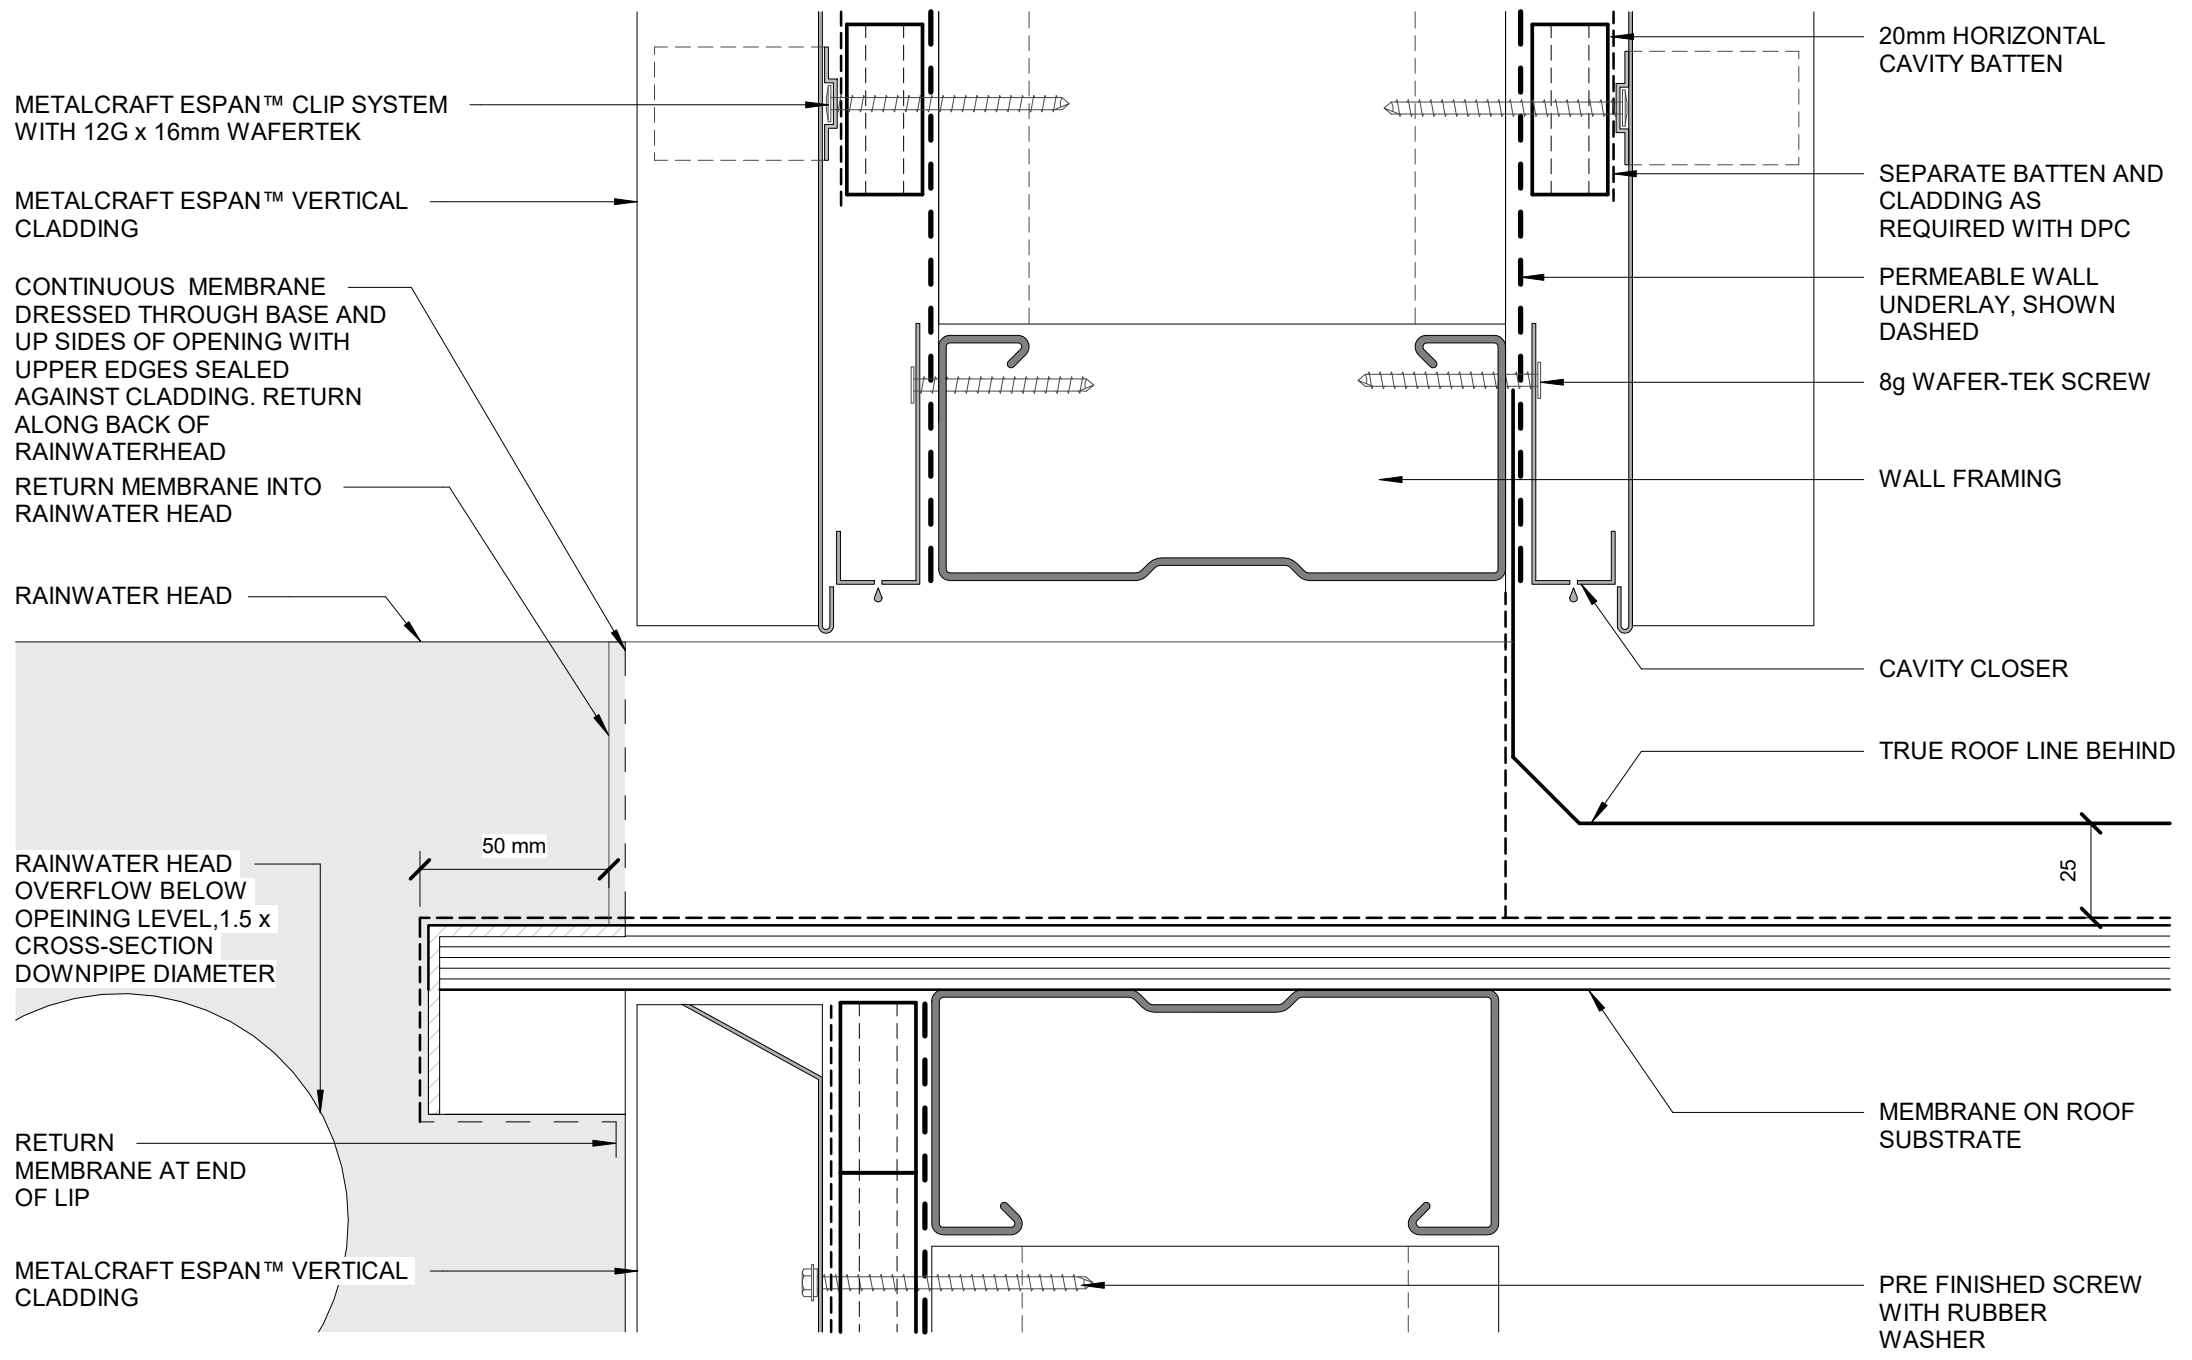 METALCRAFT ESPAN™ CLIP SYSTEM
WITH 12G x 16mm WAFERTEK
METALCRAFT ESPAN™ VERTICAL
CLADDING
CONTINUOUS MEMBRANE
DRESSED THROUGH BASE AND
UP SIDES OF OPENING WITH
UPPER EDGES SEALED
AGAINST CLADDING. RETURN
ALONG BACK OF
RAINWATERHEAD
RETURN MEMBRANE INTO
RAINWATER HEAD
RAINWATER HEAD
50 mm
RAINWATER HEAD
OVERFLOW BELOW
OPEINING LEVEL,1.5 x
CROSS-SECTION
DOWNPIPE DIAMETER
RETURN
MEMBRANE AT END
OF LIP
METALCRAFT ESPAN™ VERTICAL
CLADDING
20mm HORIZONTAL
CAVITY BATTEN
SEPARATE BATTEN AND
CLADDING AS
REQUIRED WITH DPC
PERMEABLE WALL
UNDERLAY, SHOWN
DASHED
8g WAFER-TEK SCREW
WALL FRAMING
CAVITY CLOSER
TRUE ROOF LINE BEHIND
25
MEMBRANE ON ROOF
SUBSTRATE
PRE FINISHED SCREW
WITH RUBBER
WASHER